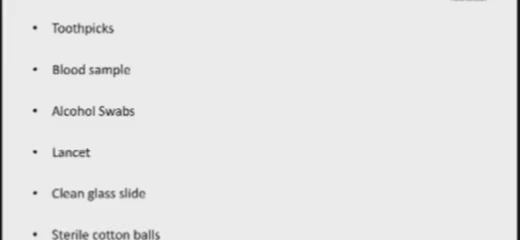 • Toothpicks
• Blood sample
• Alcohol Swabs
• Lancet
• Clean glass slide
• Sterile cotton balls